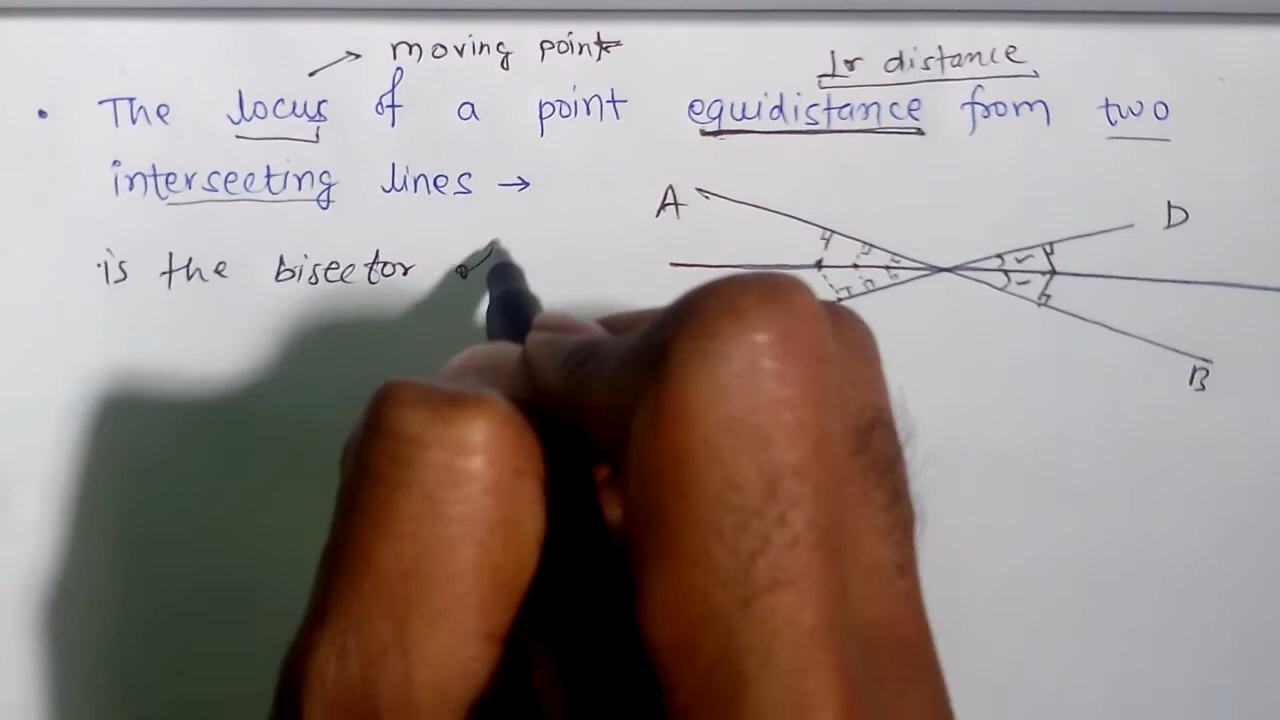 moving point
⊥r distance
• The locus of a point equidistance from two
intersecting lines →
A
D
is the bisector
B